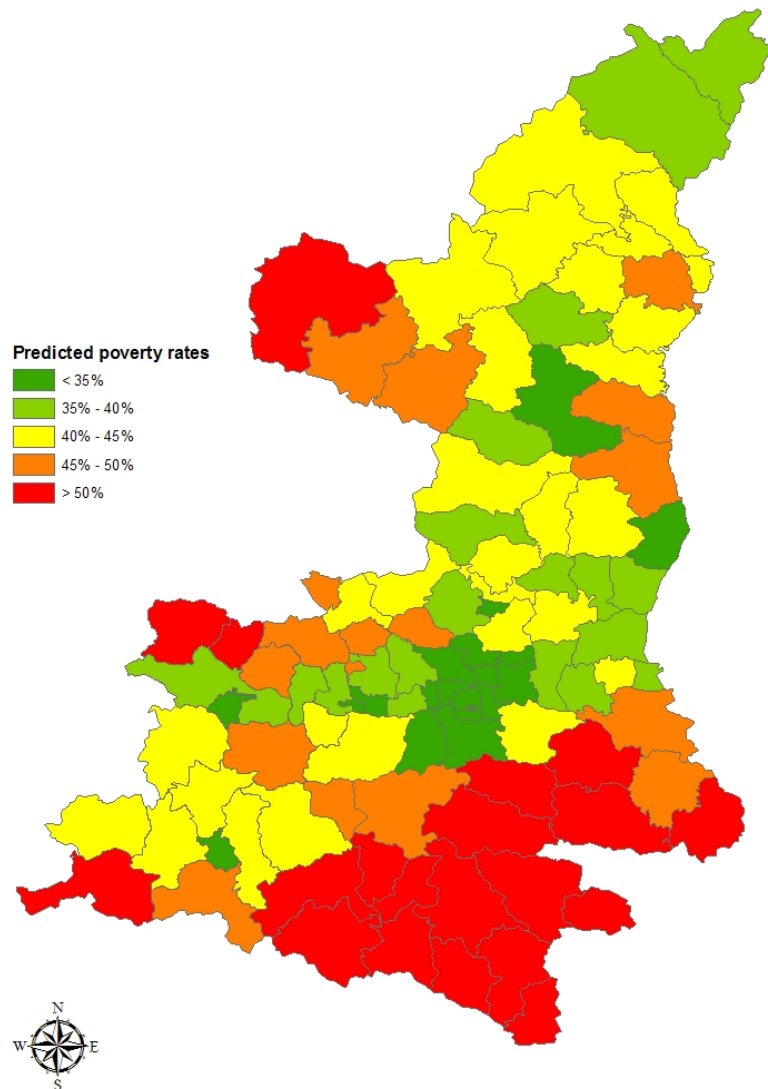 Predicted poverty rates
< 35%
35% - 40%
40% - 45%
45% - 50%
> 50%
N
W E
S